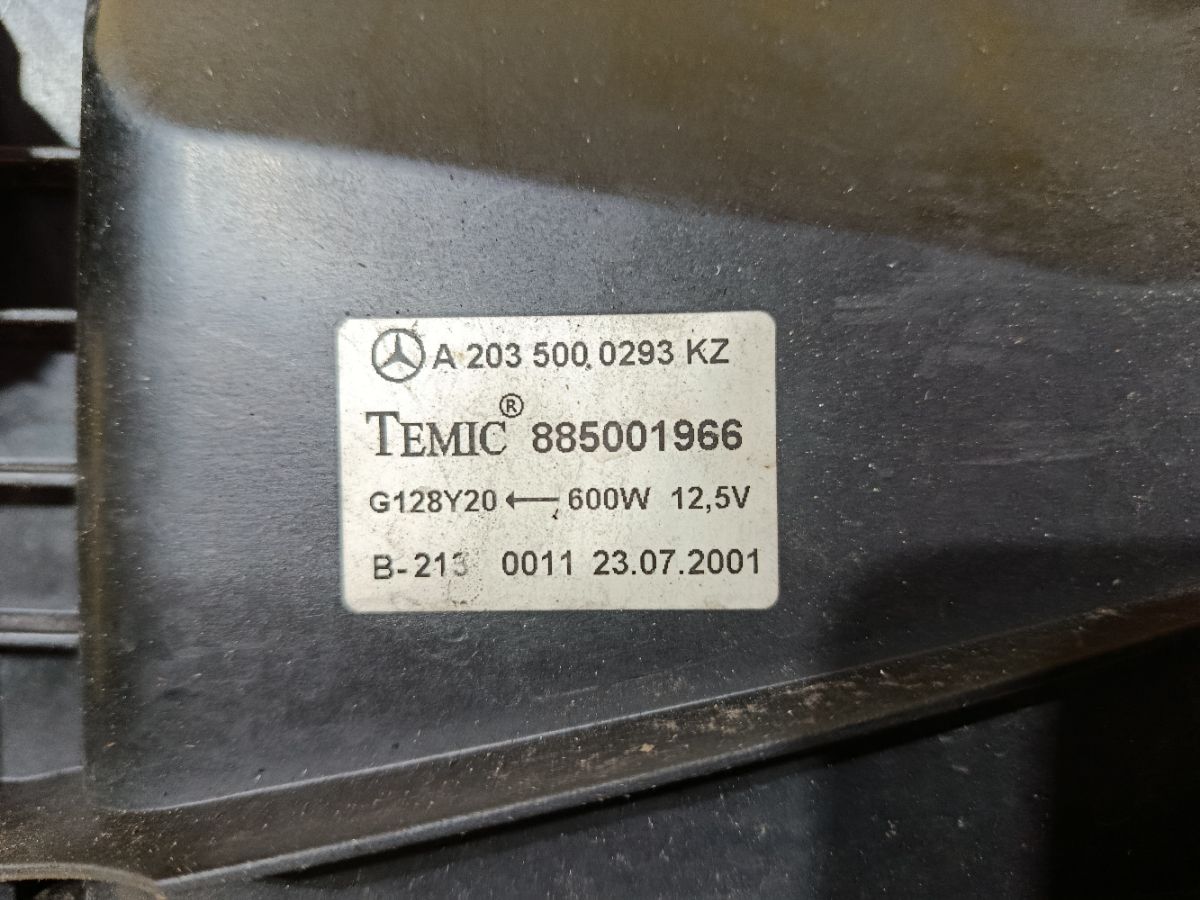 A 203 500 0293 KZ
TEMIC® 885001966
G128Y20 ← 600W 12,5V
B-213 0011 23.07.2001